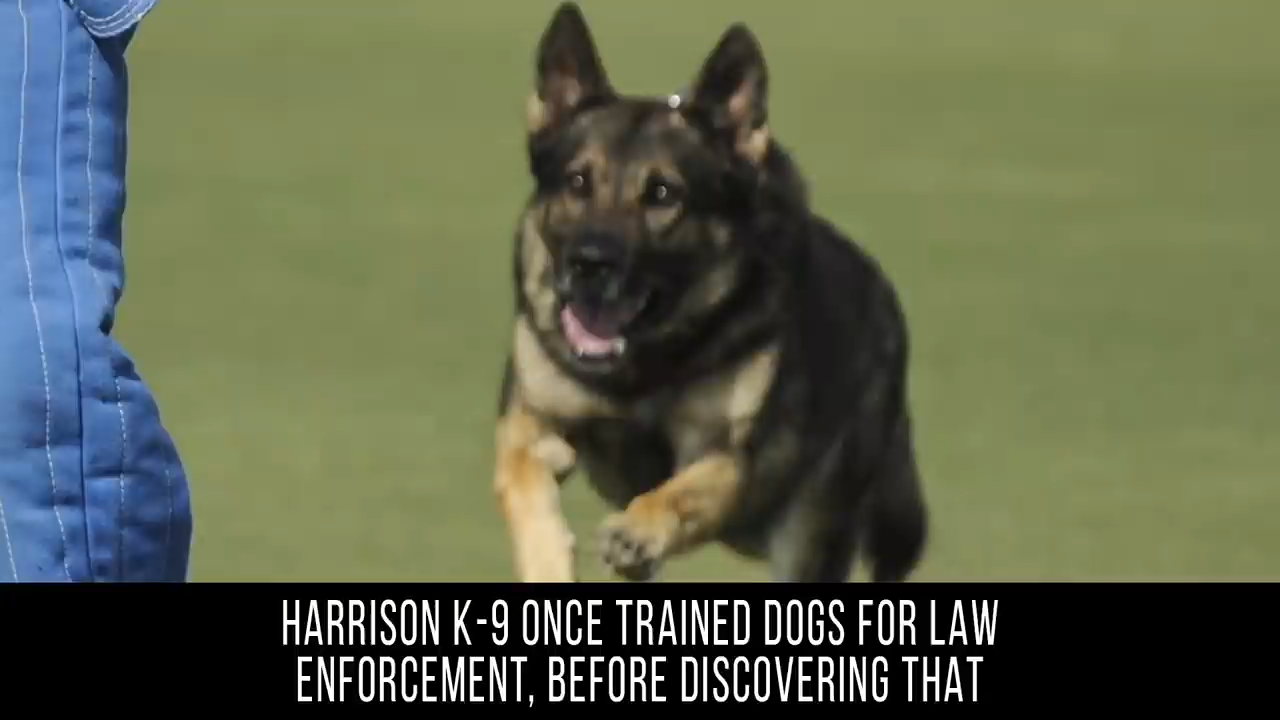 HARRISON K-9 ONCE TRAINED DOGS FOR LAW
ENFORCEMENT, BEFORE DISCOVERING THAT